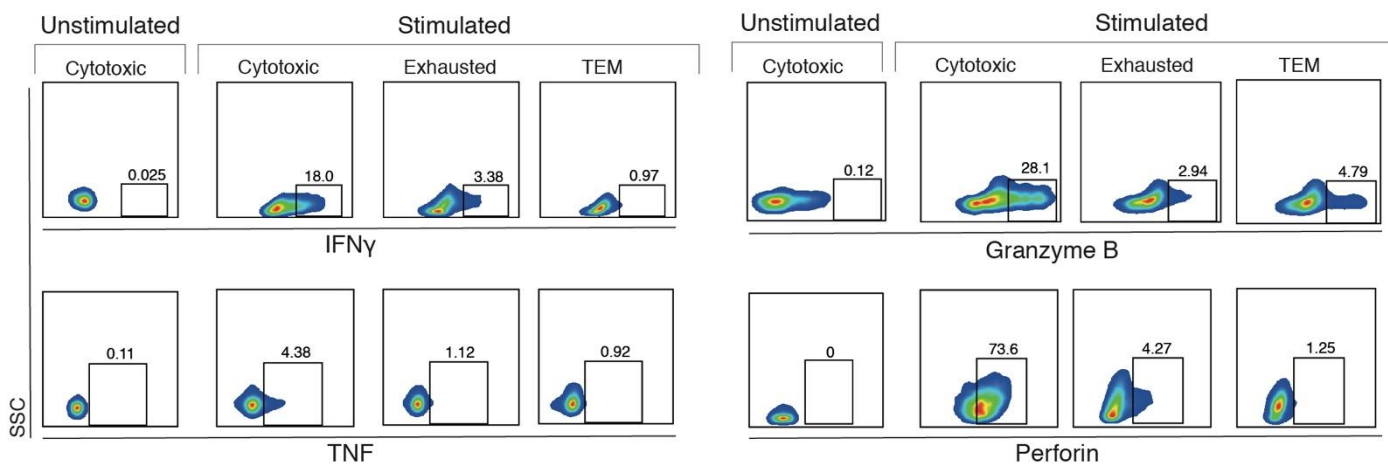 Unstimulated Stimulated
Cytotoxic Cytotoxic Exhausted TEM
0.025 18.0 3.38 0.97
IFNγ
0.11 4.38 1.12 0.92
TNF
SSC
Unstimulated Stimulated
Cytotoxic Cytotoxic Exhausted TEM
0.12 28.1 2.94 4.79
Granzyme B
0 73.6 4.27 1.25
Perforin